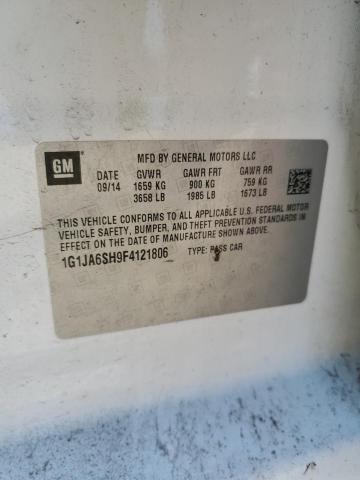 GM
MFD BY GENERAL MOTORS LLC
DATE GVWR GAWR FRT GAWR RR
09/14 1659 KG 900 KG 759 KG
3658 LB 1985 LB 1673 LB
THIS VEHICLE CONFORMS TO ALL APPLICABLE U.S. FEDERAL MOTOR
VEHICLE SAFETY, BUMPER, AND THEFT PREVENTION STANDARDS IN
EFFECT ON THE DATE OF MANUFACTURE SHOWN ABOVE.
1G1JA6SH9F4121806 TYPE: PASS CAR